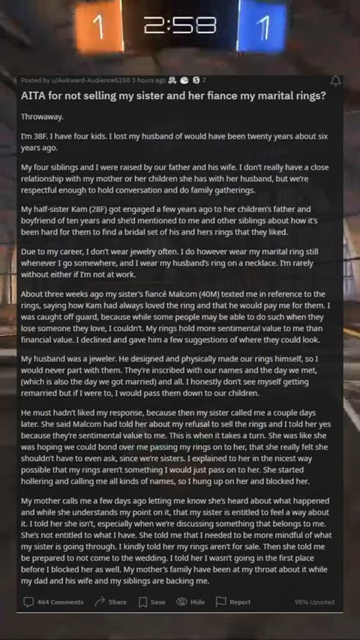 1 2:58 1
Posted by u/Awkward-Audience5258 3 hours ago 2
AITA for not selling my sister and her fiance my marital rings?
Throwaway.
I'm 38F. I have four kids. I lost my husband of would have been twenty years about six
years ago.
My four siblings and I were raised by our father and his wife. I don't really have a close
relationship with my mother or her children she has with her husband, but we're
respectful enough to hold conversation and do family gatherings.
My half-sister Kam (28F) got engaged a few years ago to her children's father and
boyfriend of ten years and she'd mentioned to me and other siblings about how it's
been hard for them to find a bridal set of his and hers rings that they liked.
Due to my career, I don't wear jewelry often. I do however wear my marital ring still
whenever I go somewhere, and I wear my husband's ring on a necklace. I'm rarely
without either if I'm not at work.
About three weeks ago my sister's fiancé Malcom (40M) texted me in reference to the
rings, saying how Kam had always loved the ring and that he would pay me for them. I
was caught off guard, because while some people may be able to do such when they
lose someone they love, I couldn't. My rings hold more sentimental value to me than
financial value. I declined and gave him a few suggestions of where they could look.
My husband was a jeweler. He designed and physically made our rings himself, so I
would never part with them. They're inscribed with our names and the day we met,
(which is also the day we got married) and all. I honestly don't see myself getting
remarried but if I were to, I would pass them down to our children.
He must hadn't liked my response, because then my sister called me a couple days
later. She said Malcom had told her about my refusal to sell the rings and I told her yes
because they're sentimental value to me. This is when it takes a turn. She was like she
was hoping we could bond over me passing my rings on to her, that she really felt she
shouldn't have to even ask, since we're sisters. I explained to her in the nicest way
possible that my rings aren't something I would just pass on to her. She started
hollering and calling me all kinds of names, so I hung up on her and blocked her.
My mother calls me a few days ago letting me know she's heard about what happened
and while she understands my point on it, that my sister is entitled to feel a way about
it. I told her she isn't, especially when we're discussing something that belongs to me.
She's not entitled to what I have. She told me that I needed to be more mindful of what
my sister is going through. I kindly told her my rings aren't for sale. Then she told me
be prepared to not come to the wedding. I told her I wasn't going in the first place
before I blocked her as well. My mother's family have been at my throat about it while
my dad and his wife and my siblings are backing me.
464 Comments Share Save Hide Report 98% Upvoted